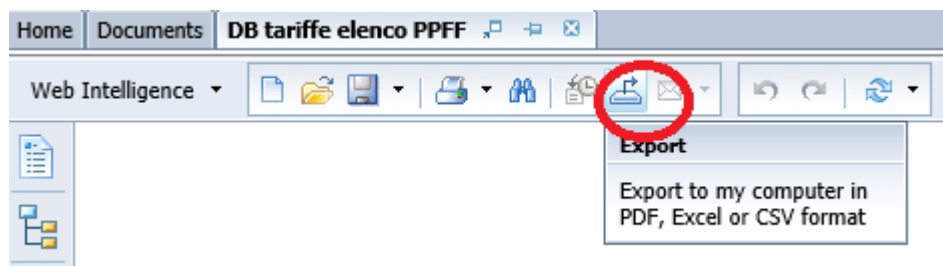 Home Documents DB tariffe elenco PPFF
Web Intelligence
Export
Export to my computer in
PDF, Excel or CSV format